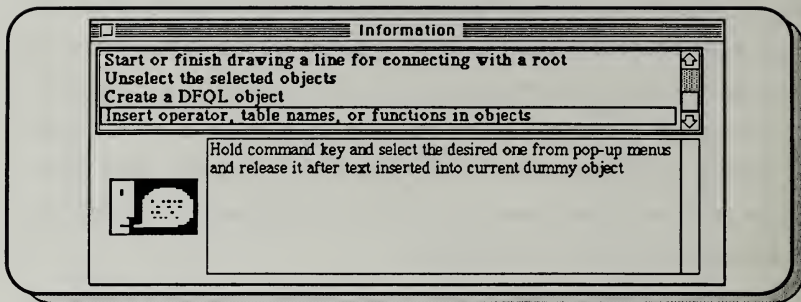 Information
Start or finish drawing a line for connecting with a root
Unselect the selected objects
Create a DFQL object
Insert operator, table names, or functions in objects
Hold command key and select the desired one from pop-up menus
and release it after text inserted into current dummy object